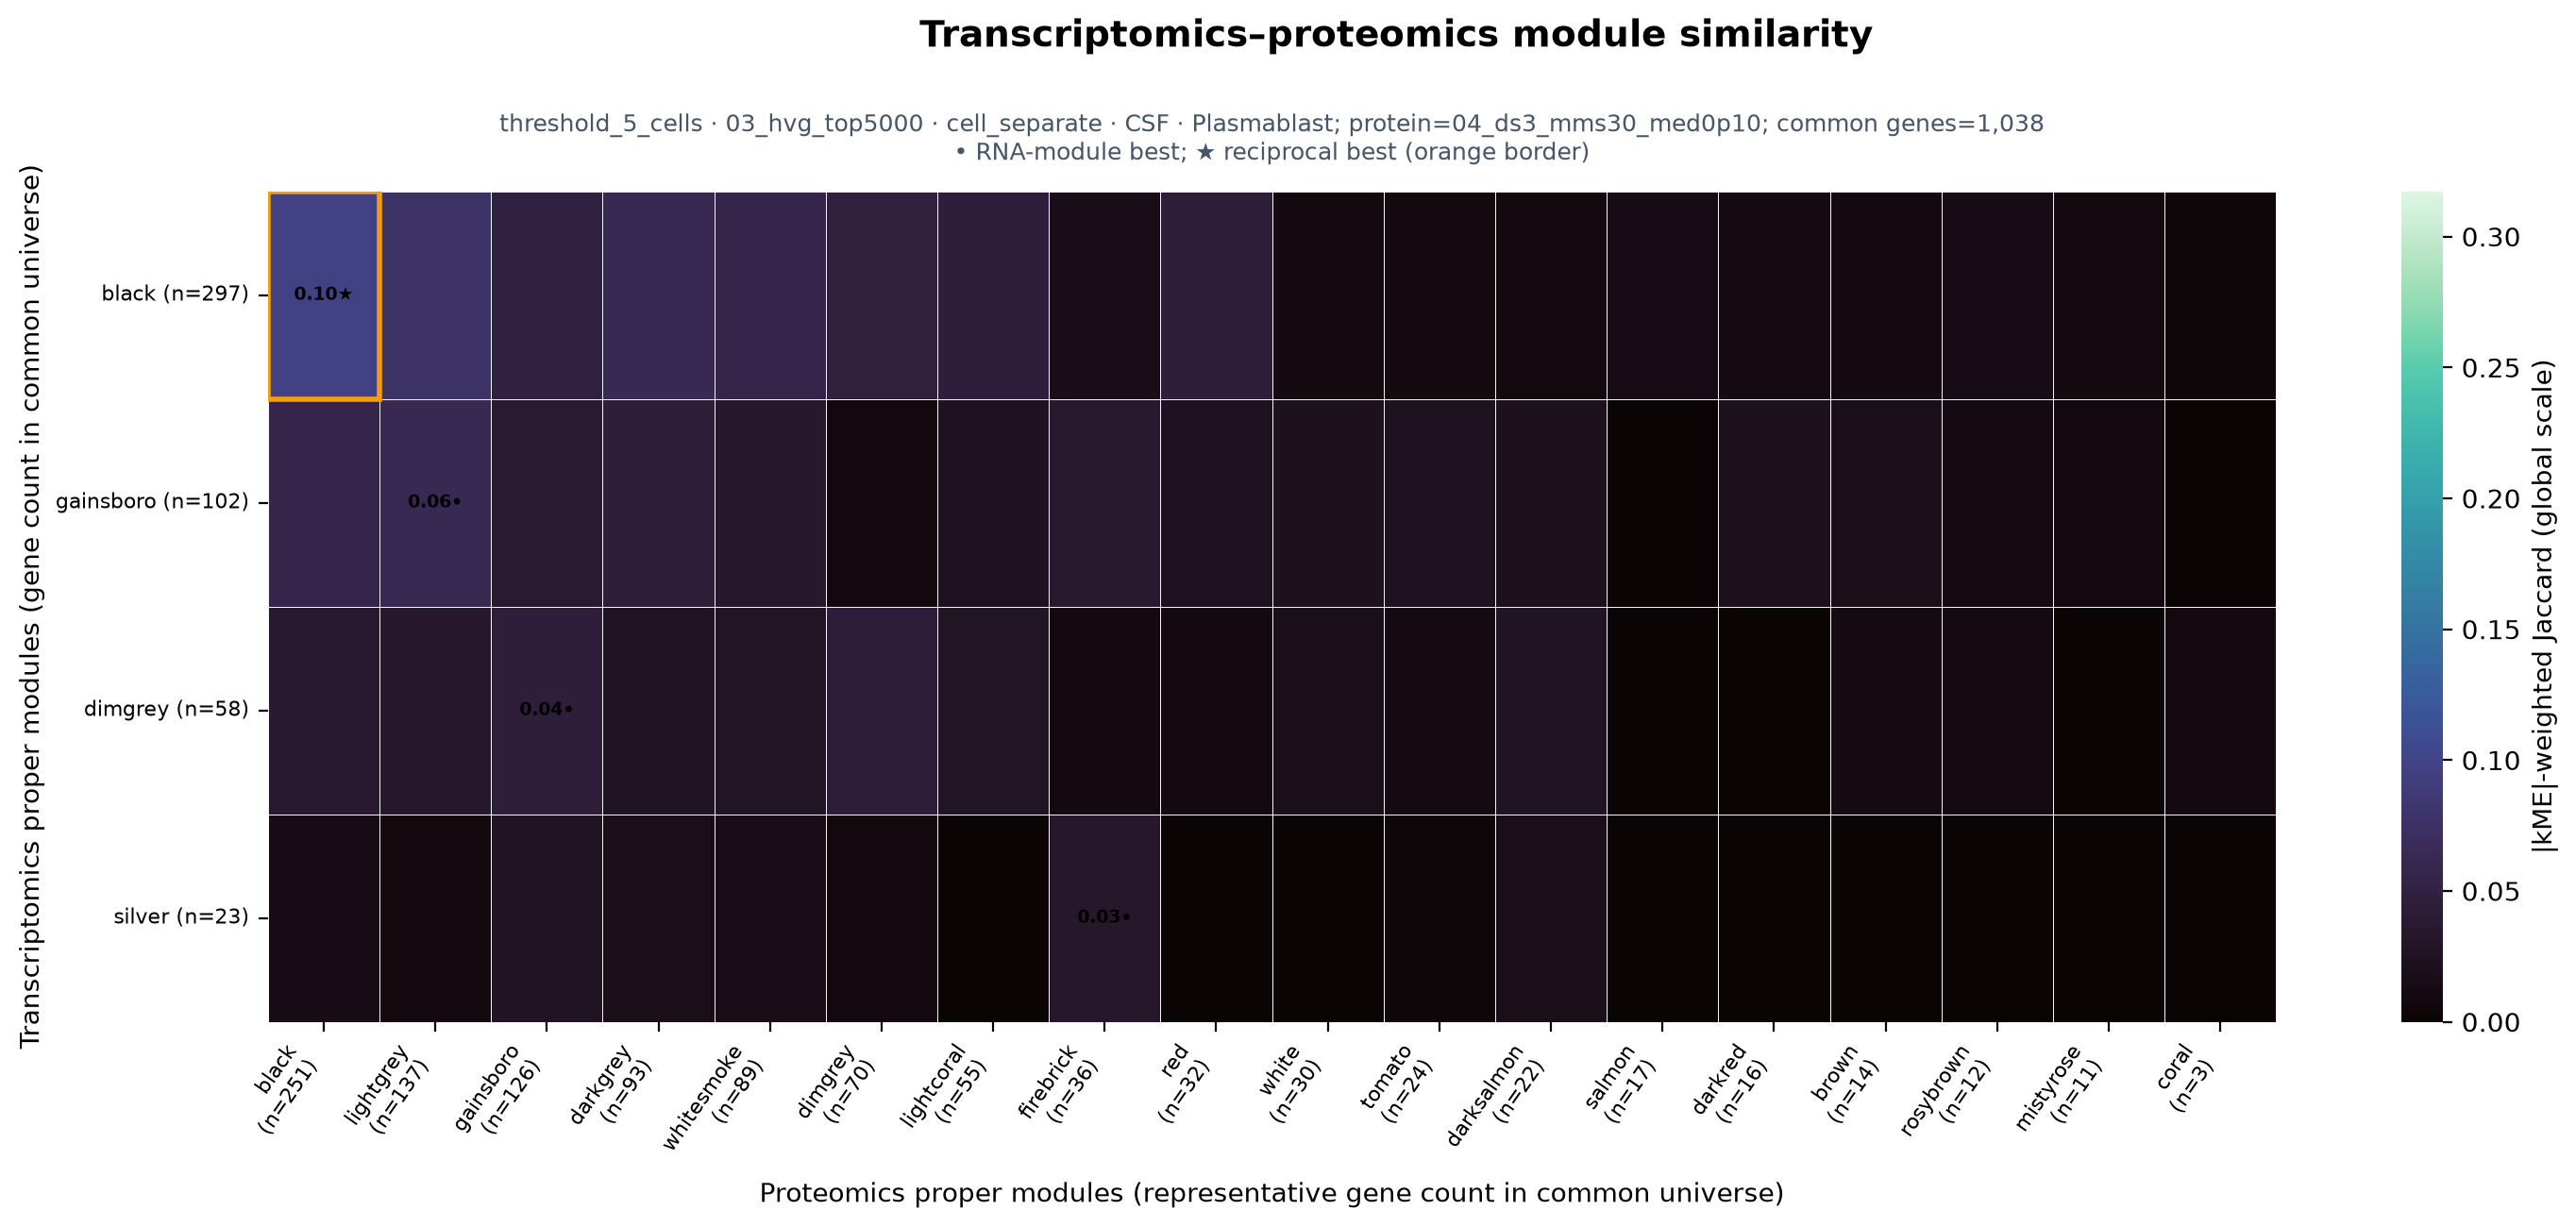 Transcriptomics–proteomics module similarity
threshold_5_cells · 03_hvg_top5000 · cell_separate · CSF · Plasmablast; protein=04_ds3_mms30_med0p10; common genes=1,038
• RNA-module best; ★ reciprocal best (orange border)
Transcriptomics proper modules (gene count in common universe)
black (n=297)
gainsboro (n=102)
dimgrey (n=58)
silver (n=23)
0.10★
0.06•
0.04•
0.03•
black
(n=251)
lightgrey
(n=137)
gainsboro
(n=126)
darkgrey
(n=93)
whitesmoke
(n=89)
dimgrey
(n=70)
lightcoral
(n=55)
firebrick
(n=36)
red
(n=32)
white
(n=30)
tomato
(n=24)
darksalmon
(n=22)
salmon
(n=17)
darkred
(n=16)
brown
(n=14)
rosybrown
(n=12)
mistyrose
(n=11)
coral
(n=3)
Proteomics proper modules (representative gene count in common universe)
0.30
0.25
0.20
0.15
0.10
0.05
0.00
|kME|-weighted Jaccard (global scale)